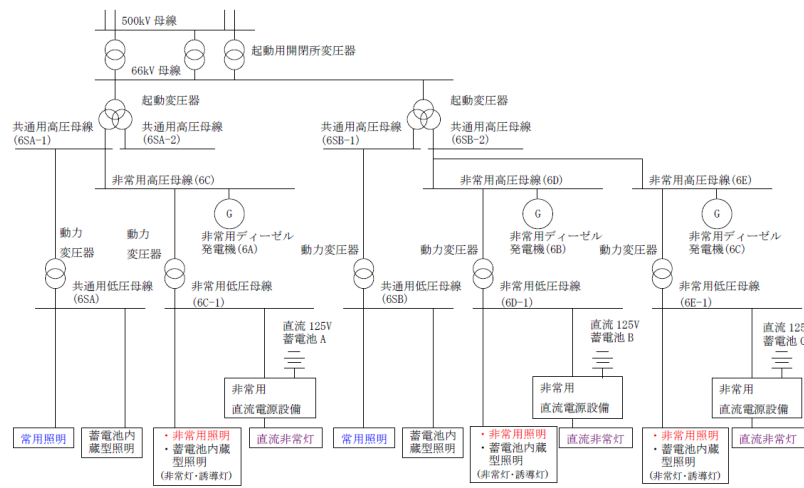 500kV 母線
起動用開閉所変圧器
66kV 母線
起動変圧器
起動変圧器
共通用高圧母線
(6SA-1)
共通用高圧母線
(6SA-2)
共通用高圧母線
(6SB-1)
共通用高圧母線
(6SB-2)
非常用高圧母線(6C)
非常用高圧母線(6D)
非常用高圧母線(6E)
G
G
G
非常用ディーゼル
発電機(6A)
非常用ディーゼル
発電機(6B)
非常用ディーゼル
発電機(6C)
動力
変圧器
動力
変圧器
動力変圧器
動力変圧器
動力変圧器
共通用低圧母線
(6SA)
非常用低圧母線
(6C-1)
共通用低圧母線
(6SB)
非常用低圧母線
(6D-1)
非常用低圧母線
(6E-1)
直流 125V
蓄電池 A
直流 125V
蓄電池 B
直流 125V
蓄電池 C
非常用
直流電源設備
非常用
直流電源設備
非常用
直流電源設備
常用照明
蓄電池内
蔵型照明
・非常用照明
・蓄電池内蔵
型照明
(非常灯・誘導灯)
直流非常灯
常用照明
蓄電池内
蔵型照明
・非常用照明
・蓄電池内蔵
型照明
(非常灯・誘導灯)
直流非常灯
・非常用照明
・蓄電池内蔵
型照明
(非常灯・誘導灯)
直流非常灯